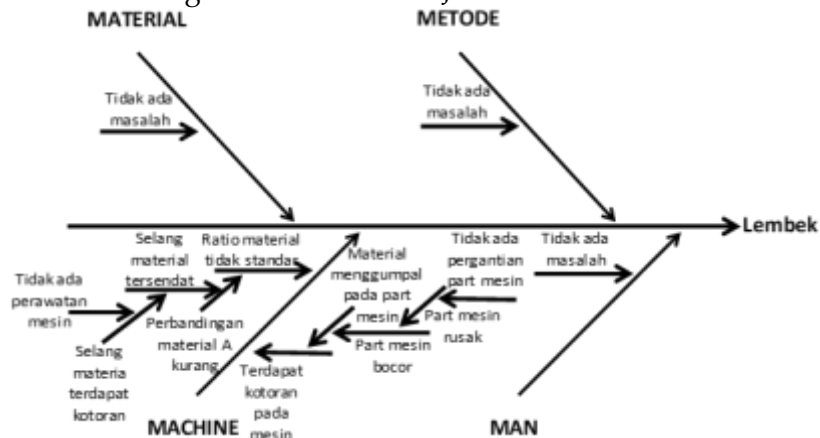 MATERIAL
METODE
Tidak ada
masalah
Tidak ada
masalah
Lembek
Selang
material
tersendat
Ratio material
tidak standar
Material
menggumpal
pada part
mesin
Tidak ada
pergantian
part mesin
Tidak ada
masalah
Tidak ada
perawatan
mesin
Perbandingan
material A
kurang
Part mesin
rusak
Part mesin
bocor
Selang
materia
terdapat
kotoran
Terdapat
kotoran
pada
mesin
MACHINE
MAN